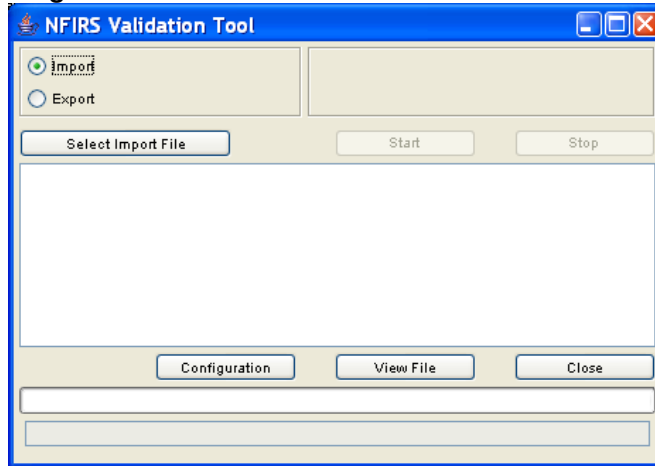 NFIRS Validation Tool
Import
Export
Select Import File Start Stop
Configuration View File Close